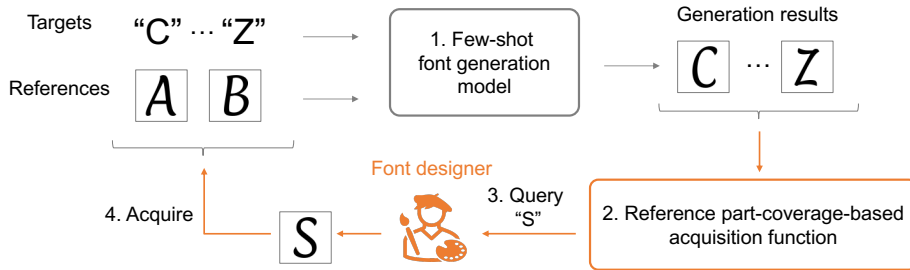 Targets
“C” ··· “Z”
References
A B
1. Few-shot
font generation
model
Generation results
C ··· Z
2. Reference part-coverage-based
acquisition function
3. Query
“S”
Font designer
S
4. Acquire